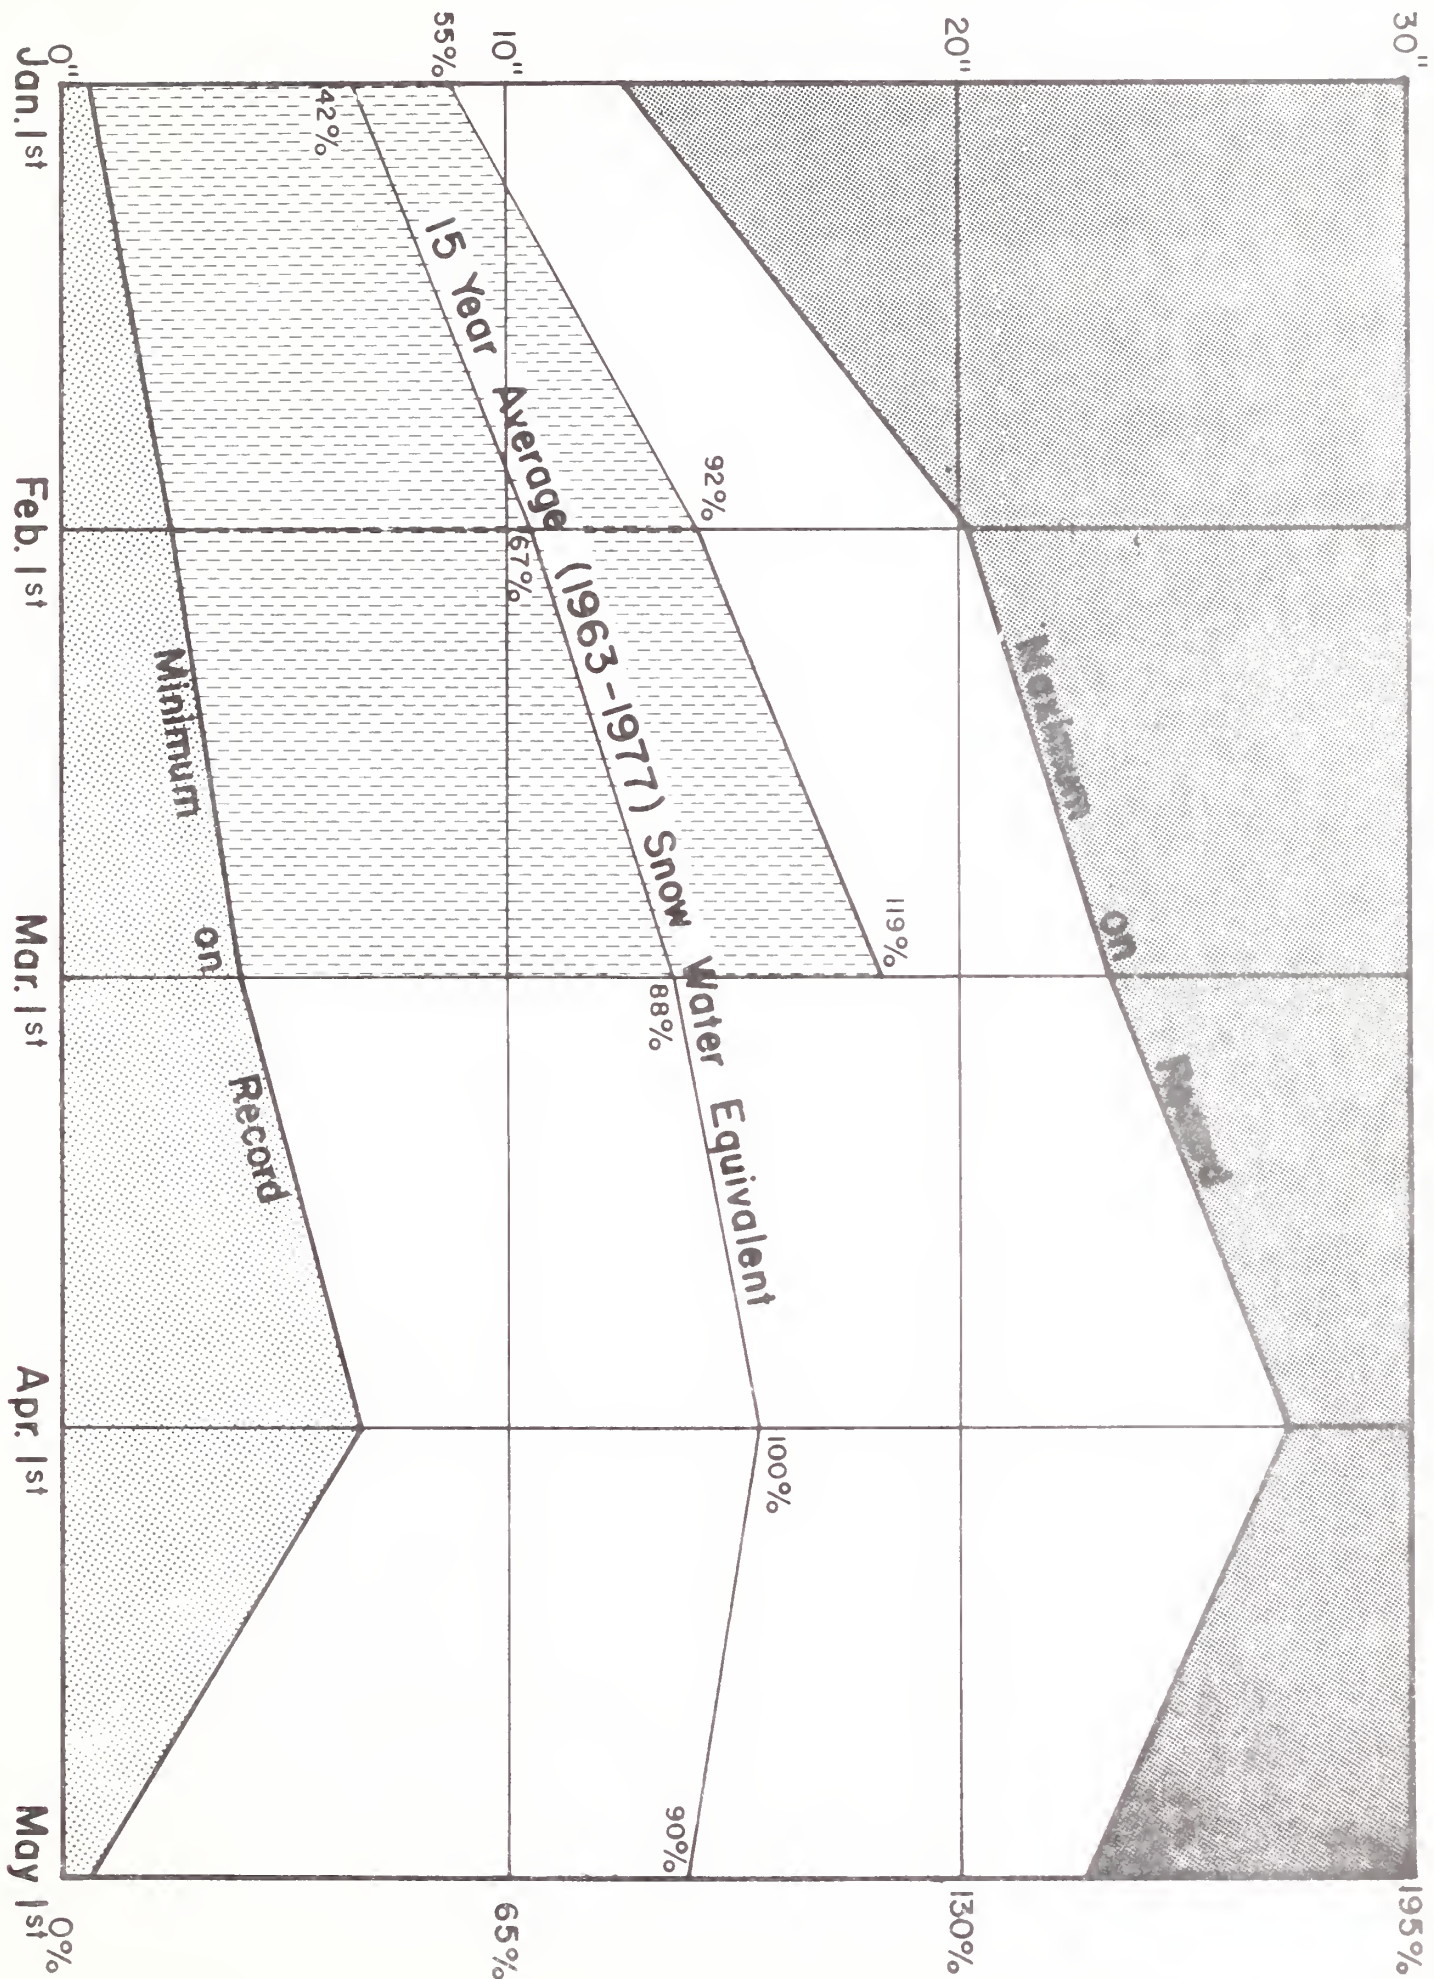 30"
20"
10"
55%
0"
42%
92%
67%
119%
88%
100%
90%
Maximum on Record
15 Year Average (1963-1977) Snow Water Equivalent
Minimum on Record
195%
130%
65%
0%
Jan. 1st
Feb. 1st
Mar. 1st
Apr. 1st
May 1st